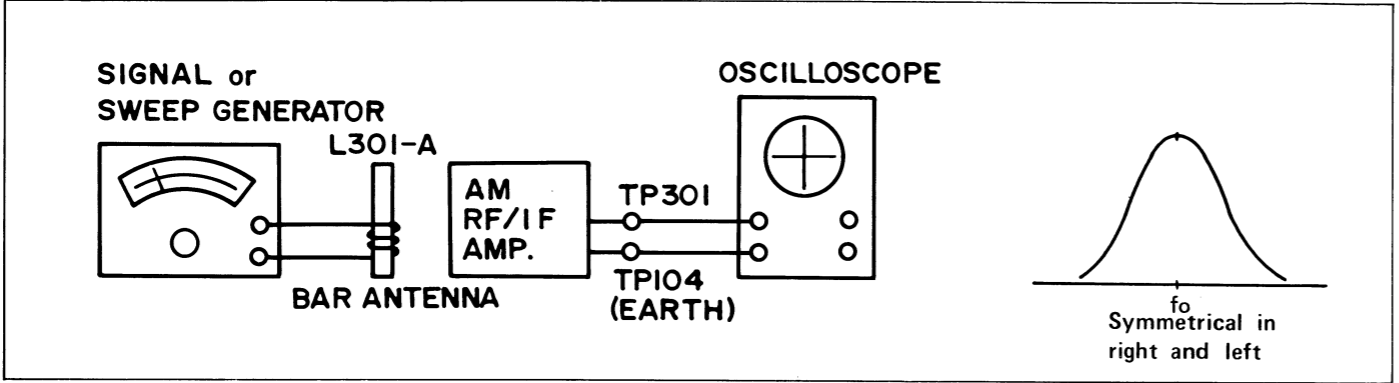 SIGNAL or
SWEEP GENERATOR
L301-A
BAR ANTENNA
AM
RF/IF
AMP.
TP301
TP104
(EARTH)
OSCILLOSCOPE
fo
Symmetrical in
right and left